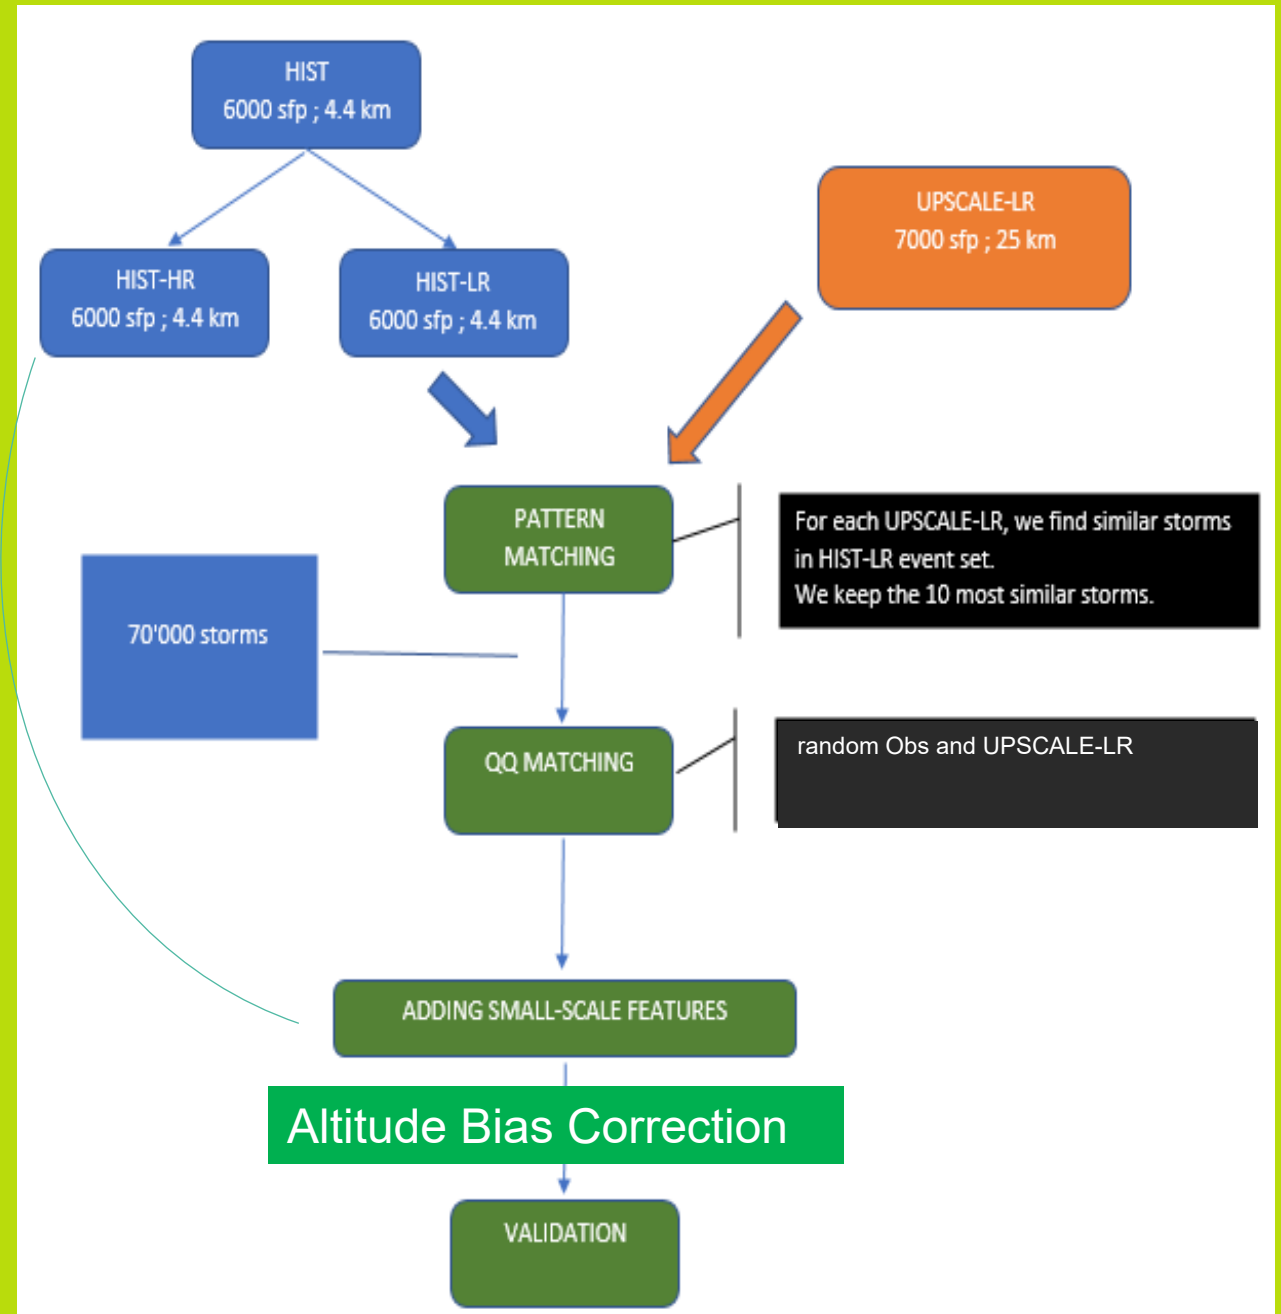 HIST
6000 sfp ; 4.4 km
UPSCALE-LR
7000 sfp ; 25 km
HIST-HR
6000 sfp ; 4.4 km
HIST-LR
6000 sfp ; 4.4 km
PATTERN
MATCHING
For each UPSCALE-LR, we find similar storms
in HIST-LR event set.
We keep the 10 most similar storms.
70'000 storms
QQ MATCHING
random Obs and UPSCALE-LR
ADDING SMALL-SCALE FEATURES
Altitude Bias Correction
VALIDATION